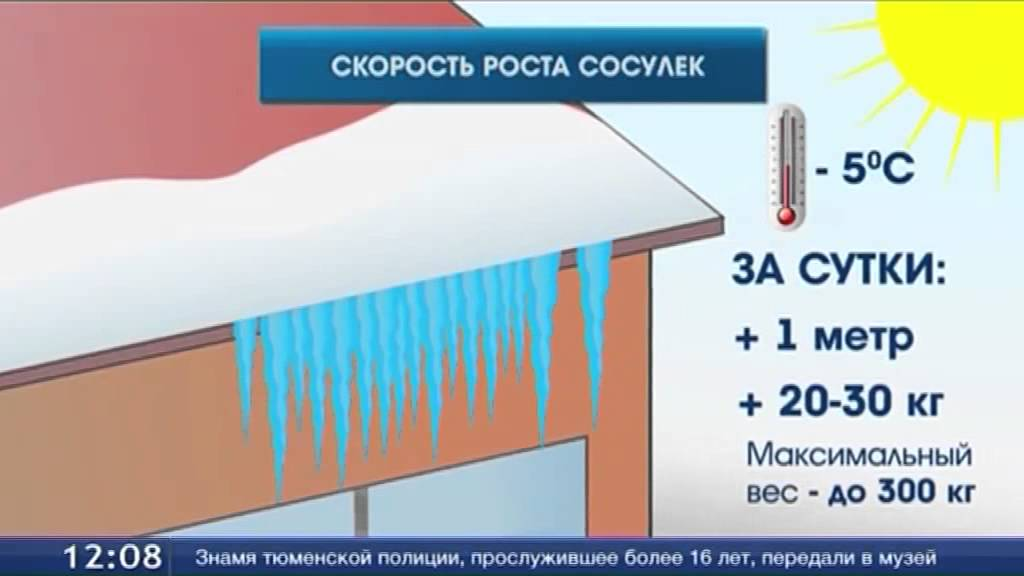 СКОРОСТЬ РОСТА СОСУЛЕК
- 5⁰С
ЗА СУТКИ:
+ 1 метр
+ 20-30 кг
Максимальный
вес - до 300 кг
12:08 Знамя тюменской полиции, прослужившее более 16 лет, передали в музей